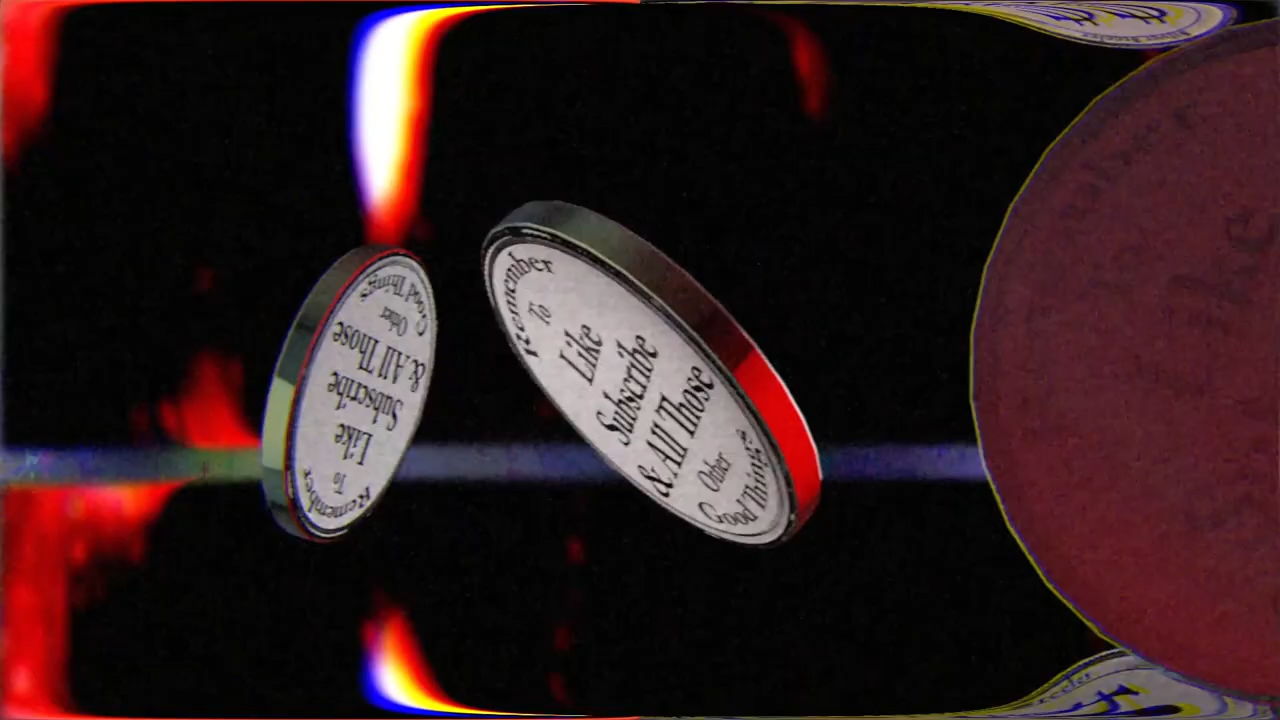 Remember
To
Like
Subscribe
& All Those
Other
Good Things
Remember
To
Like
Subscribe
& All Those
Other
Good Things